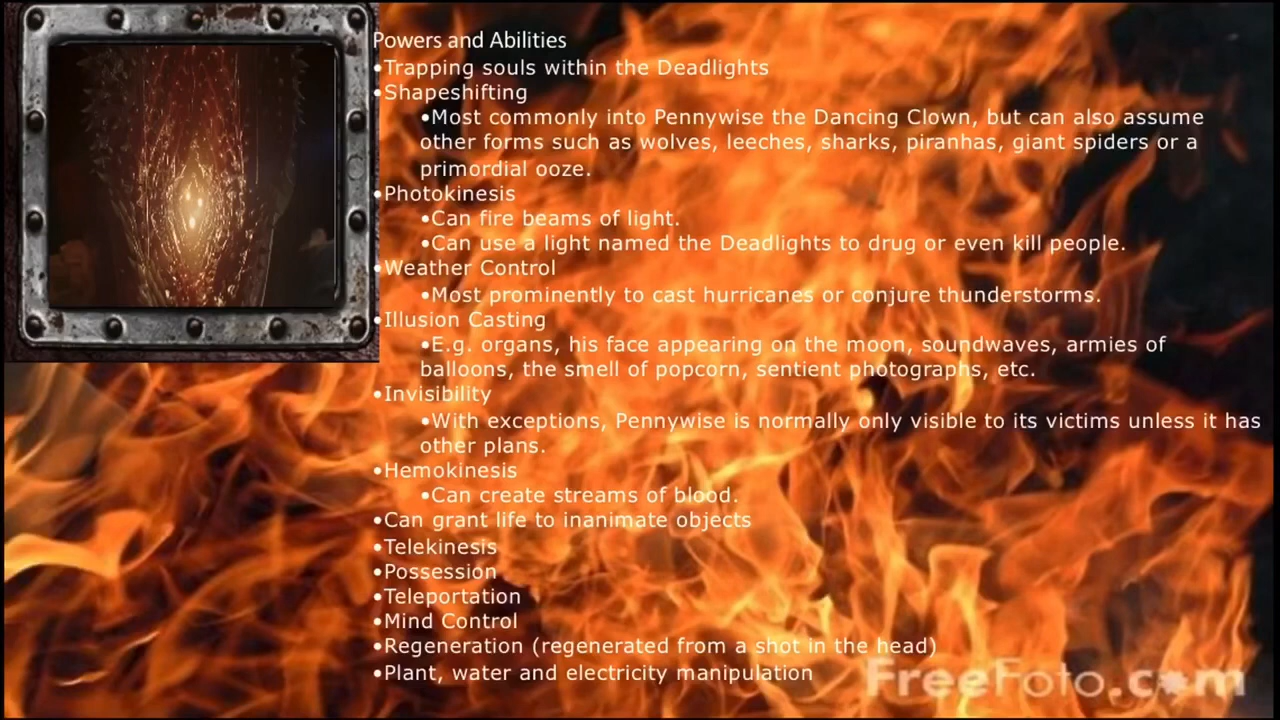 Powers and Abilities
•Trapping souls within the Deadlights
•Shapeshifting
•Most commonly into Pennywise the Dancing Clown, but can also assume
other forms such as wolves, leeches, sharks, piranhas, giant spiders or a
primordial ooze.
•Photokinesis
•Can fire beams of light.
•Can use a light named the Deadlights to drug or even kill people.
•Weather Control
•Most prominently to cast hurricanes or conjure thunderstorms.
•Illusion Casting
•E.g. organs, his face appearing on the moon, soundwaves, armies of
balloons, the smell of popcorn, sentient photographs, etc.
•Invisibility
•With exceptions, Pennywise is normally only visible to its victims unless it has
other plans.
•Hemokinesis
•Can create streams of blood.
•Can grant life to inanimate objects
•Telekinesis
•Possession
•Teleportation
•Mind Control
•Regeneration (regenerated from a shot in the head)
•Plant, water and electricity manipulation
FreeFoto.com